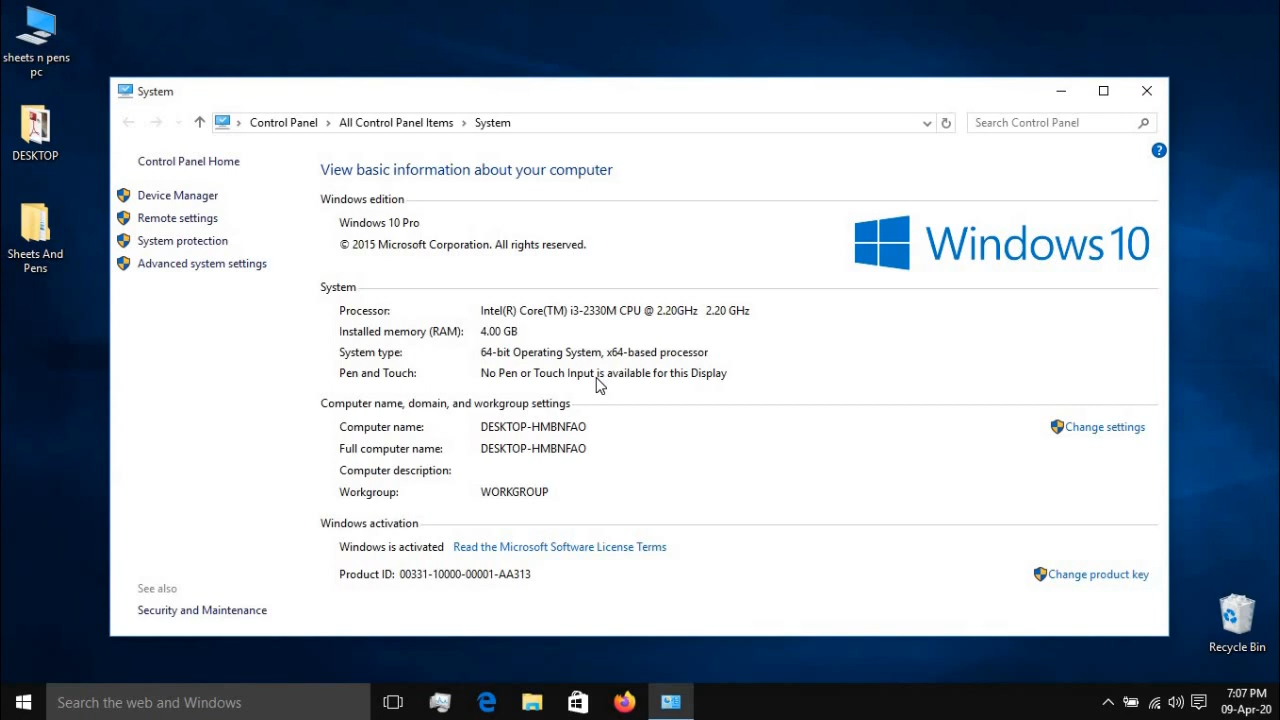 sheets n pens
pc
DESKTOP
Sheets And
Pens
System
Control Panel > All Control Panel Items > System
Search Control Panel
Control Panel Home
Device Manager
Remote settings
System protection
Advanced system settings
See also
Security and Maintenance
View basic information about your computer
Windows edition
Windows 10 Pro
© 2015 Microsoft Corporation. All rights reserved.
Windows 10
System
Processor: Intel(R) Core(TM) i3-2330M CPU @ 2.20GHz 2.20 GHz
Installed memory (RAM): 4.00 GB
System type: 64-bit Operating System, x64-based processor
Pen and Touch: No Pen or Touch Input is available for this Display
Computer name, domain, and workgroup settings
Computer name: DESKTOP-HMBNFAO
Change settings
Full computer name: DESKTOP-HMBNFAO
Computer description:
Workgroup: WORKGROUP
Windows activation
Windows is activated Read the Microsoft Software License Terms
Product ID: 00331-10000-00001-AA313
Change product key
Recycle Bin
Search the web and Windows
7:07 PM
09-Apr-20